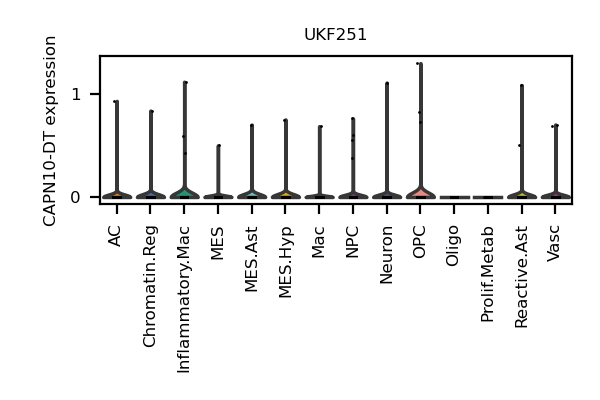 UKF251
CAPN10-DT expression
1
0
AC
Chromatin.Reg
Inflammatory.Mac
MES
MES.Ast
MES.Hyp
Mac
NPC
Neuron
OPC
Oligo
Prolif.Metab
Reactive.Ast
Vasc